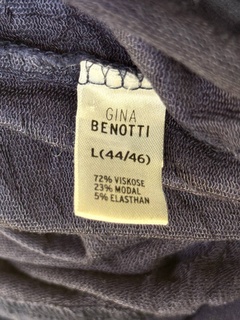 GINA
BENOTTI
L(44/46)
72% VISKOSE
23% MODAL
5% ELASTHAN